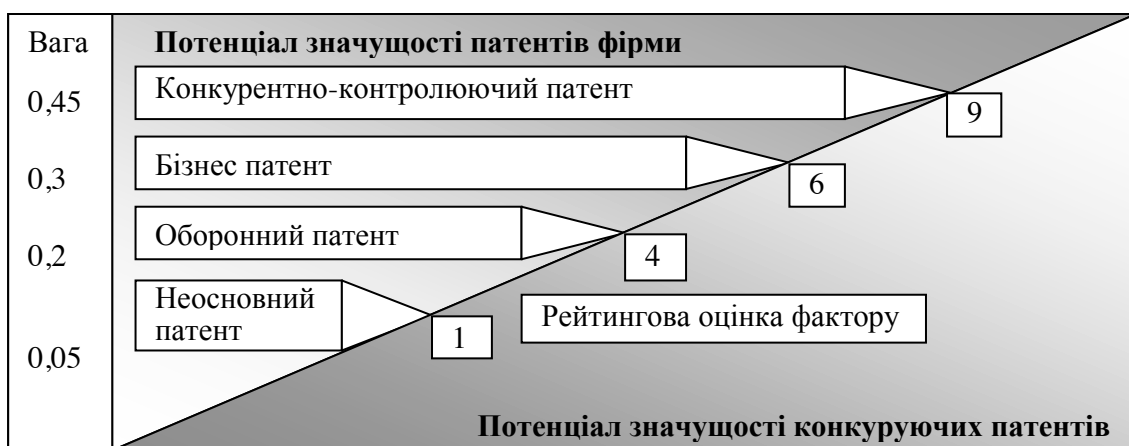 Вага
Потенціал значущості патентів фірми
0,45
Конкурентно-контролюючий патент
9
0,3
Бізнес патент
6
0,2
Оборонний патент
4
Неосновний
патент
1
Рейтингова оцінка фактору
0,05
Потенціал значущості конкуруючих патентів